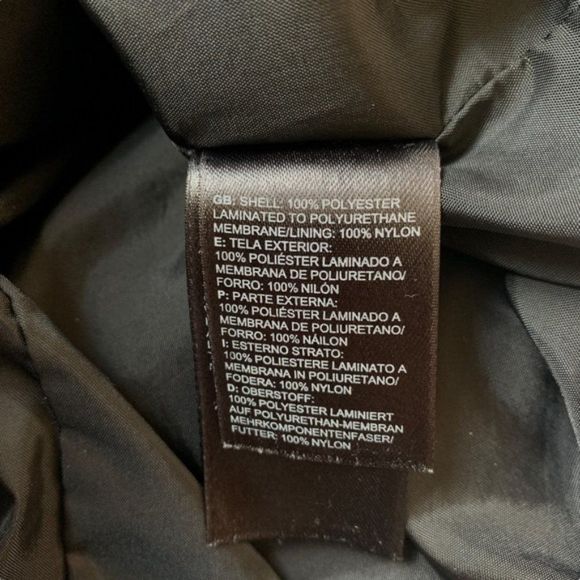 GB: SHELL: 100% POLYESTER
LAMINATED TO POLYURETHANE
MEMBRANE/LINING: 100% NYLON
E: TELA EXTERIOR:
100% POLIÉSTER LAMINADO A
MEMBRANA DE POLIURETANO/
FORRO: 100% NILÓN
P: PARTE EXTERNA:
100% POLIÉSTER LAMINADO A
MEMBRANA DE POLIURETANO/
FORRO: 100% NÁILON
I: ESTERNO STRATO:
100% POLIESTERE LAMINATO A
MEMBRANA IN POLIURETANO/
FODERA: 100% NYLON
D: OBERSTOFF:
100% POLYESTER LAMINIERT
AUF POLYURETHAN-MEMBRAN
MEHRKOMPONENTENFASER/
FUTTER: 100% NYLON